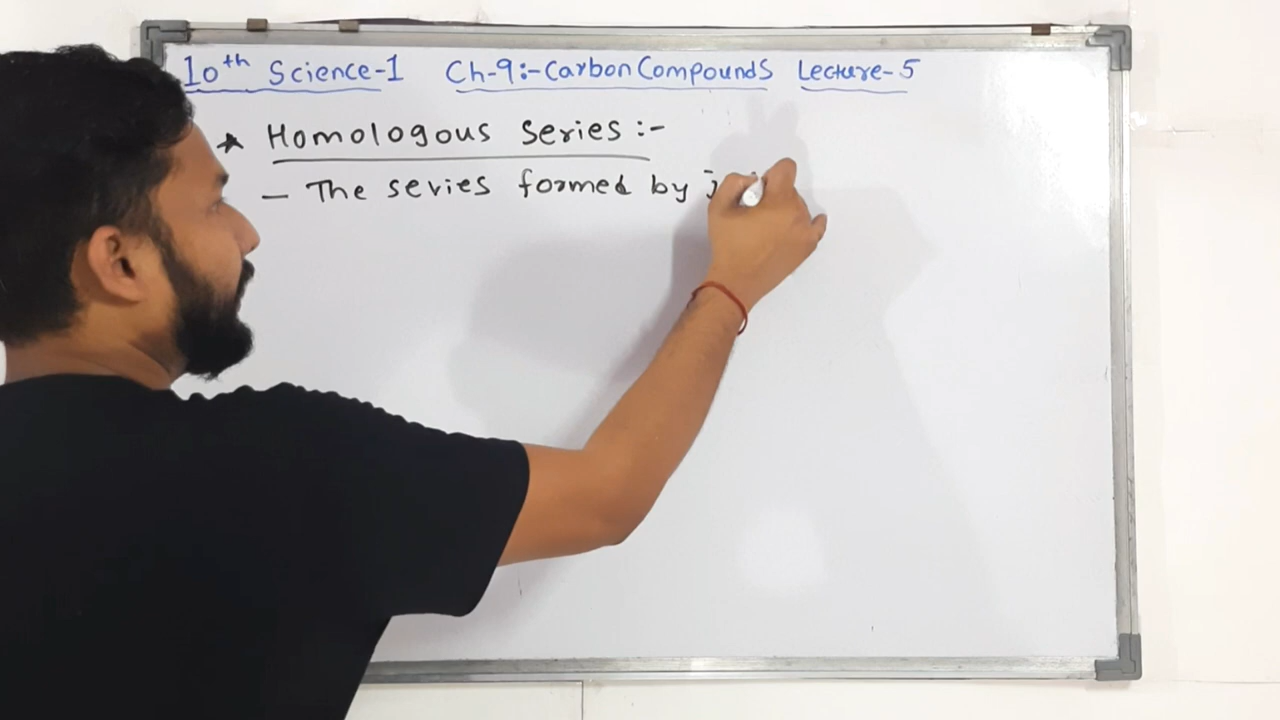 10th Science-1 Ch-9:- Carbon Compounds Lecture-5
★ Homologous Series :-
- The series formed by